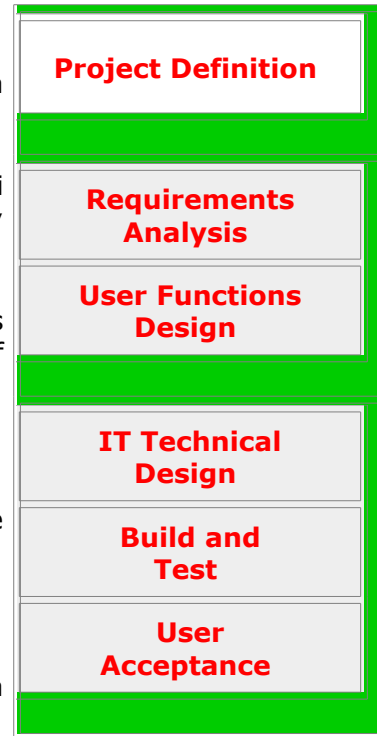 Project Definition
Requirements
Analysis
User Functions
Design
IT Technical
Design
Build and
Test
User
Acceptance